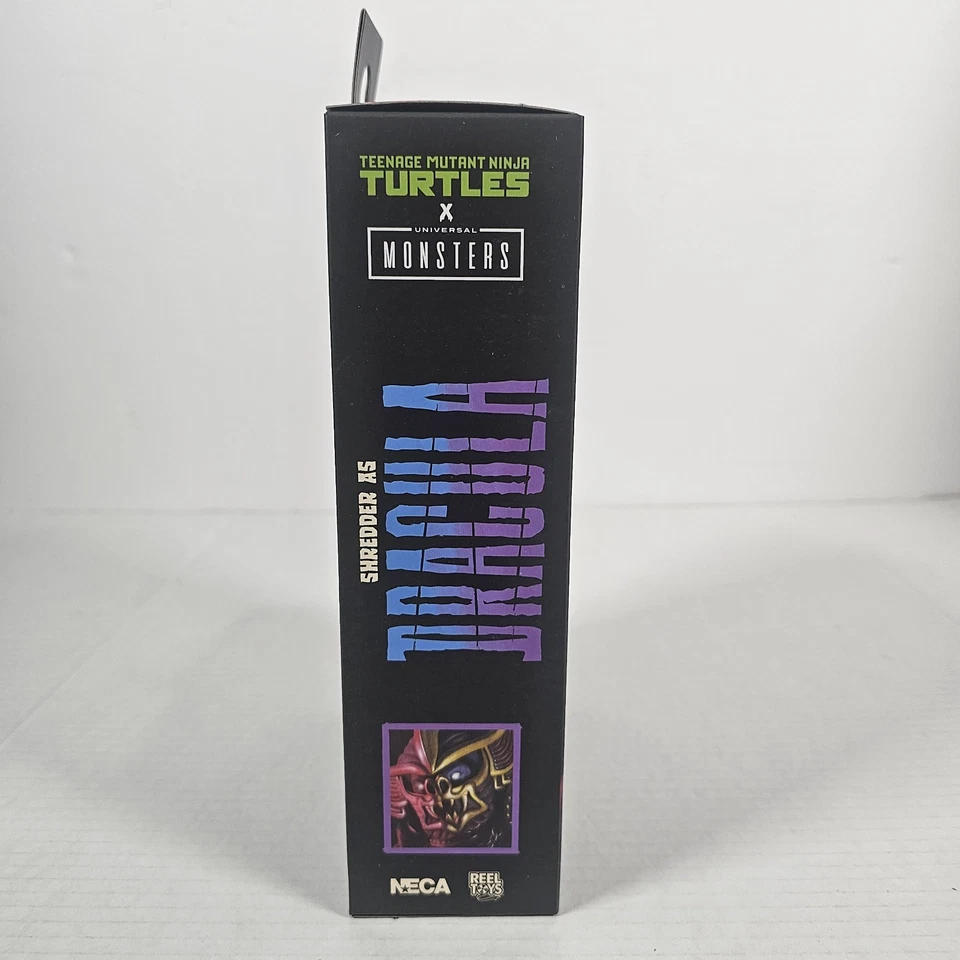 TEENAGE MUTANT NINJA
TURTLES
X
UNIVERSAL
MONSTERS
SHREDDER AS
DRACULA
NECA
REEL
TOYS